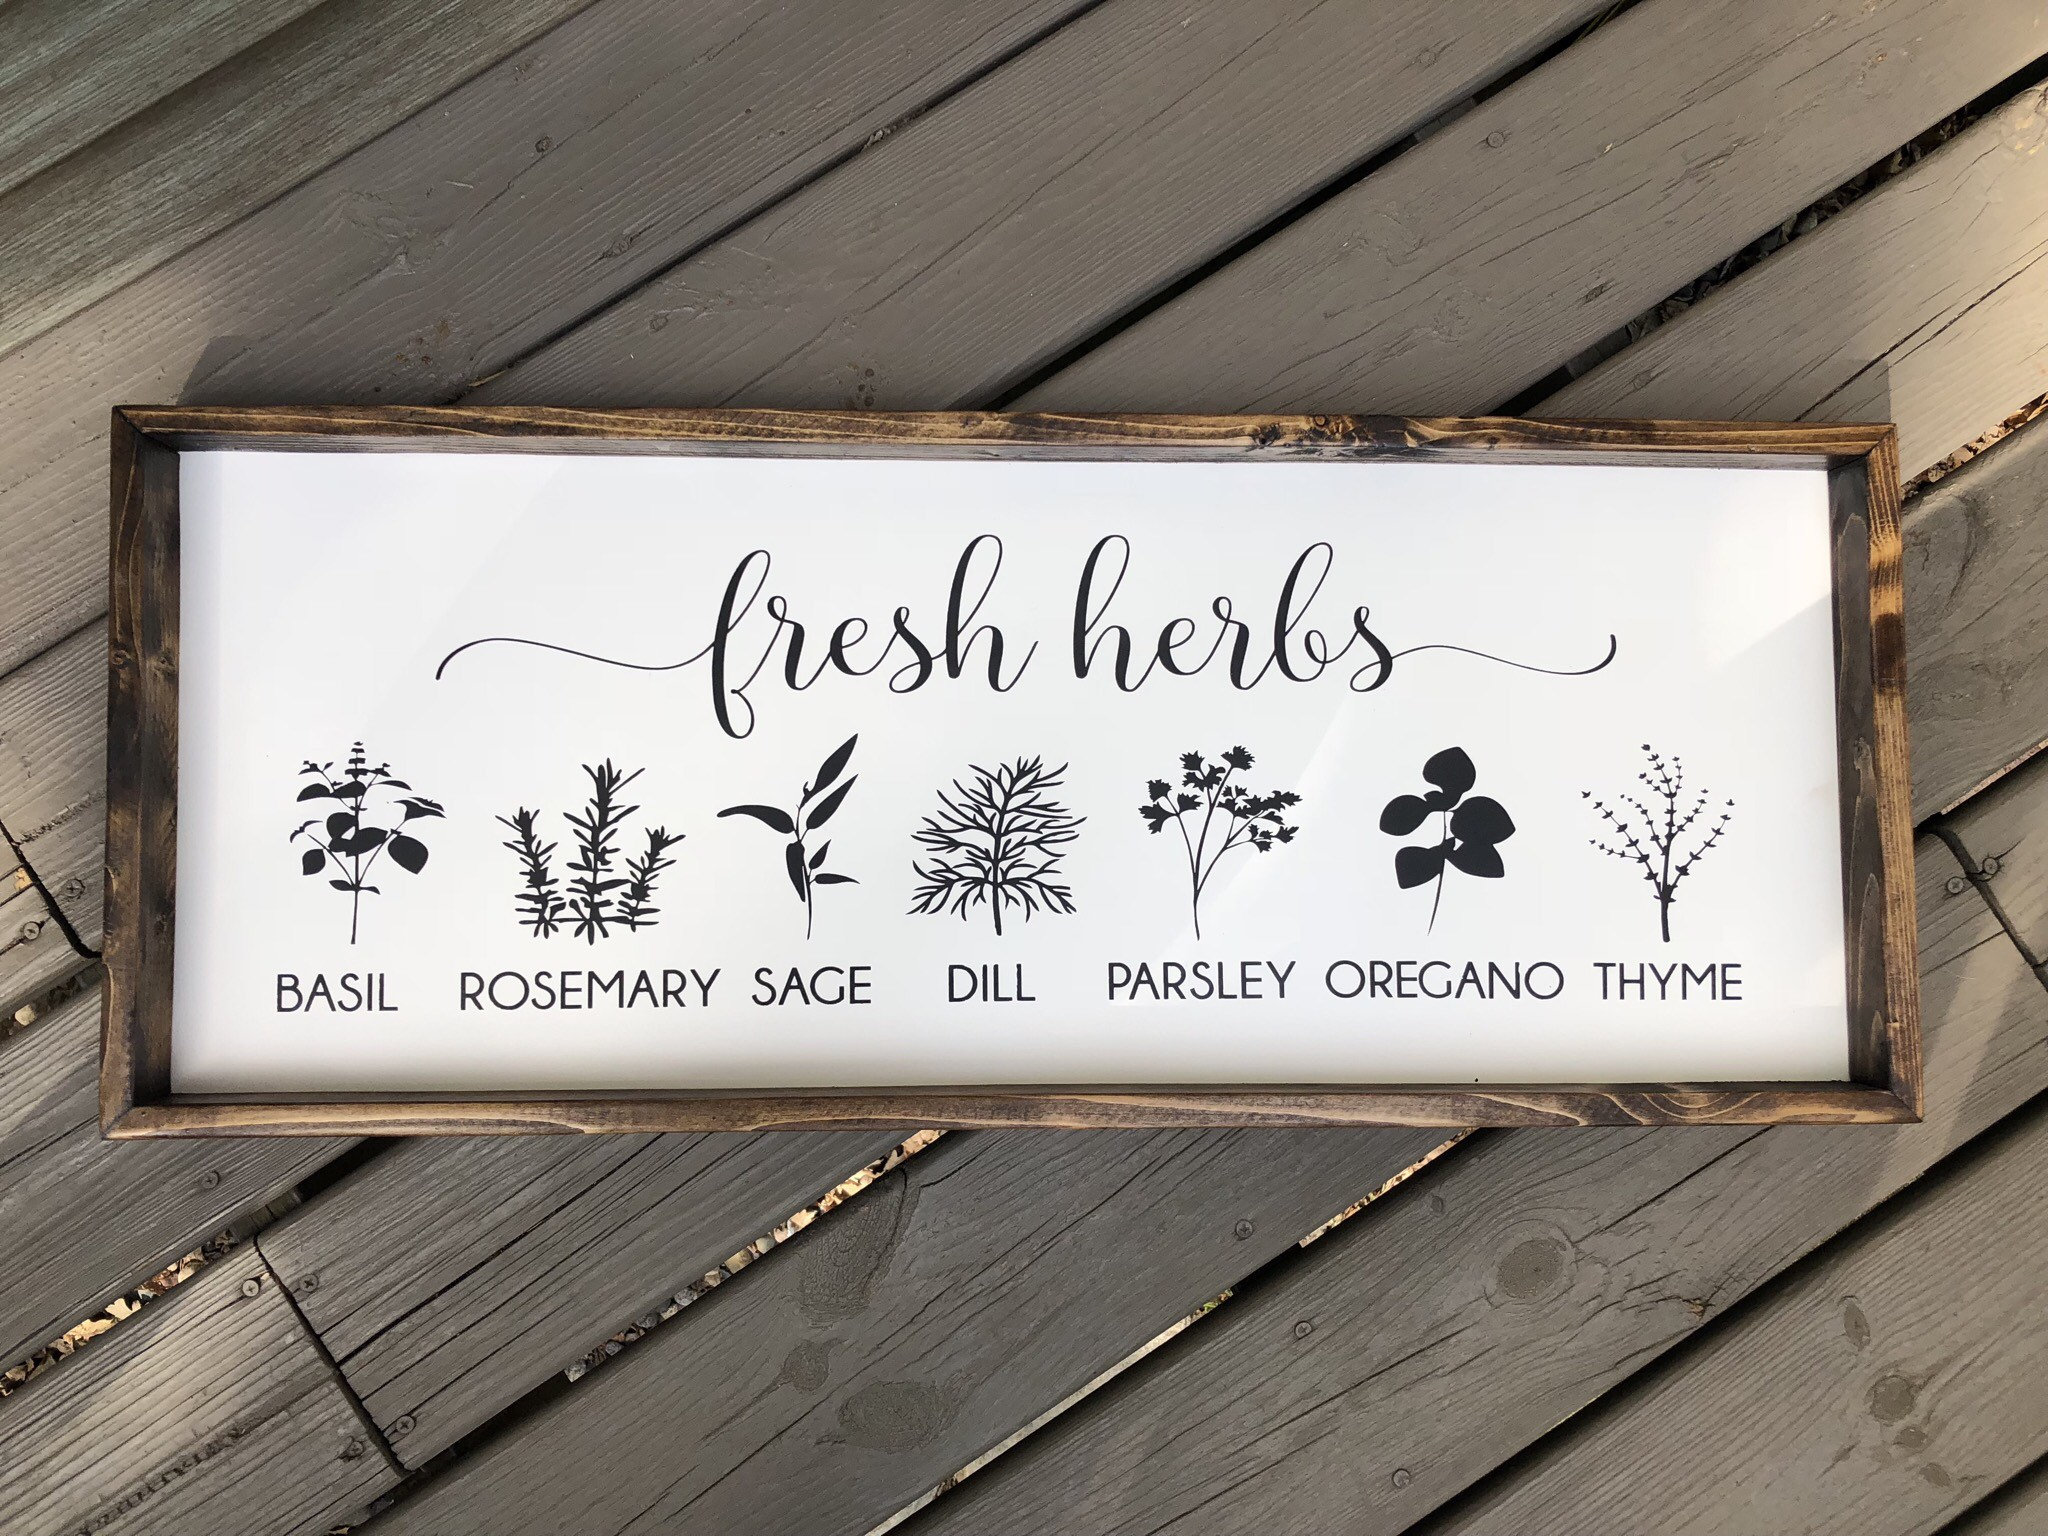 fresh herbs
BASIL ROSEMARY SAGE DILL PARSLEY OREGANO THYME